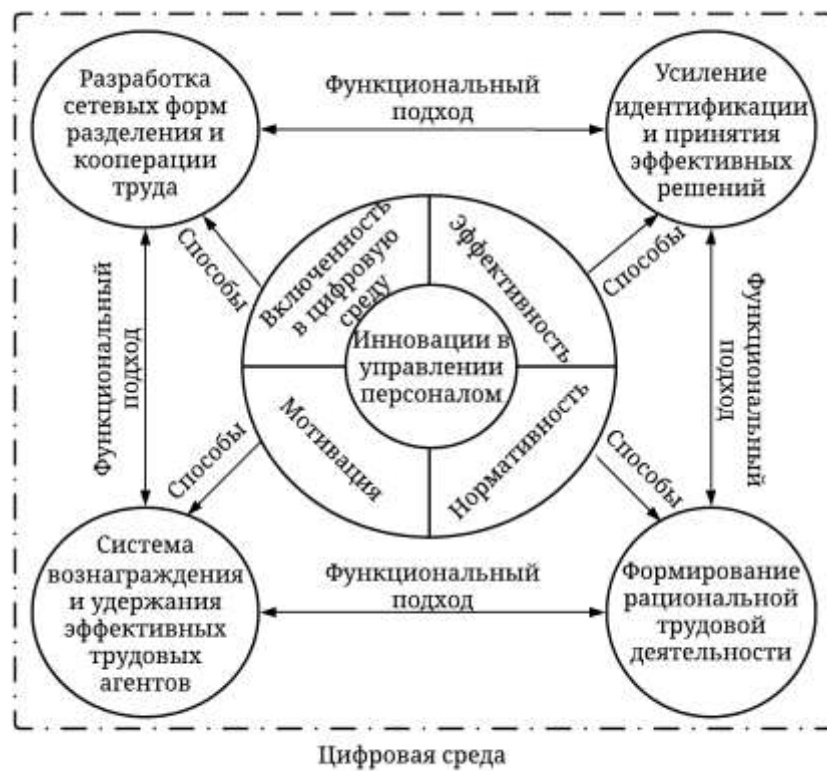 Разработка
сетевых форм
разделения и
кооперации
труда
Функциональный
подход
Усиление
идентификации
и принятия
эффективных
решений
Способы
Включенность
в цифровую
среду
Эффективность
Способы
Функциональный
подход
Инновации в
управлении
персоналом
Функциональный
подход
Мотивация
Нормативность
Способы
Способы
Система
вознаграждения
и удержания
эффективных
трудовых
агентов
Функциональный
подход
Формирование
рациональной
трудовой
деятельности
Цифровая среда